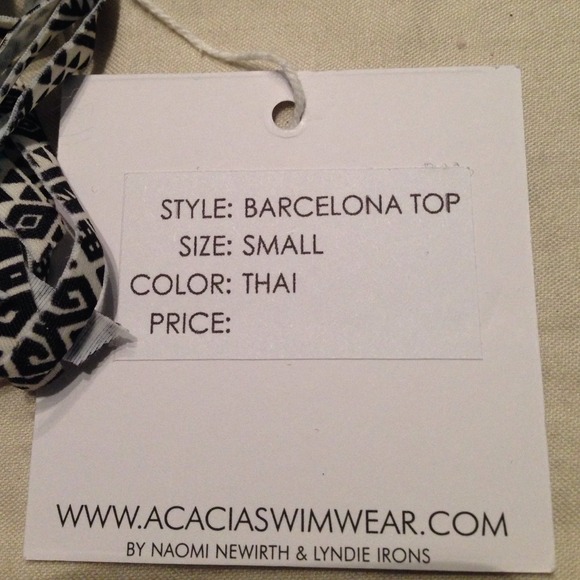 STYLE: BARCELONA TOP
SIZE: SMALL
COLOR: THAI
PRICE:
WWW.ACACIASWIMWEAR.COM
BY NAOMI NEWIRTH & LYNDIE IRONS